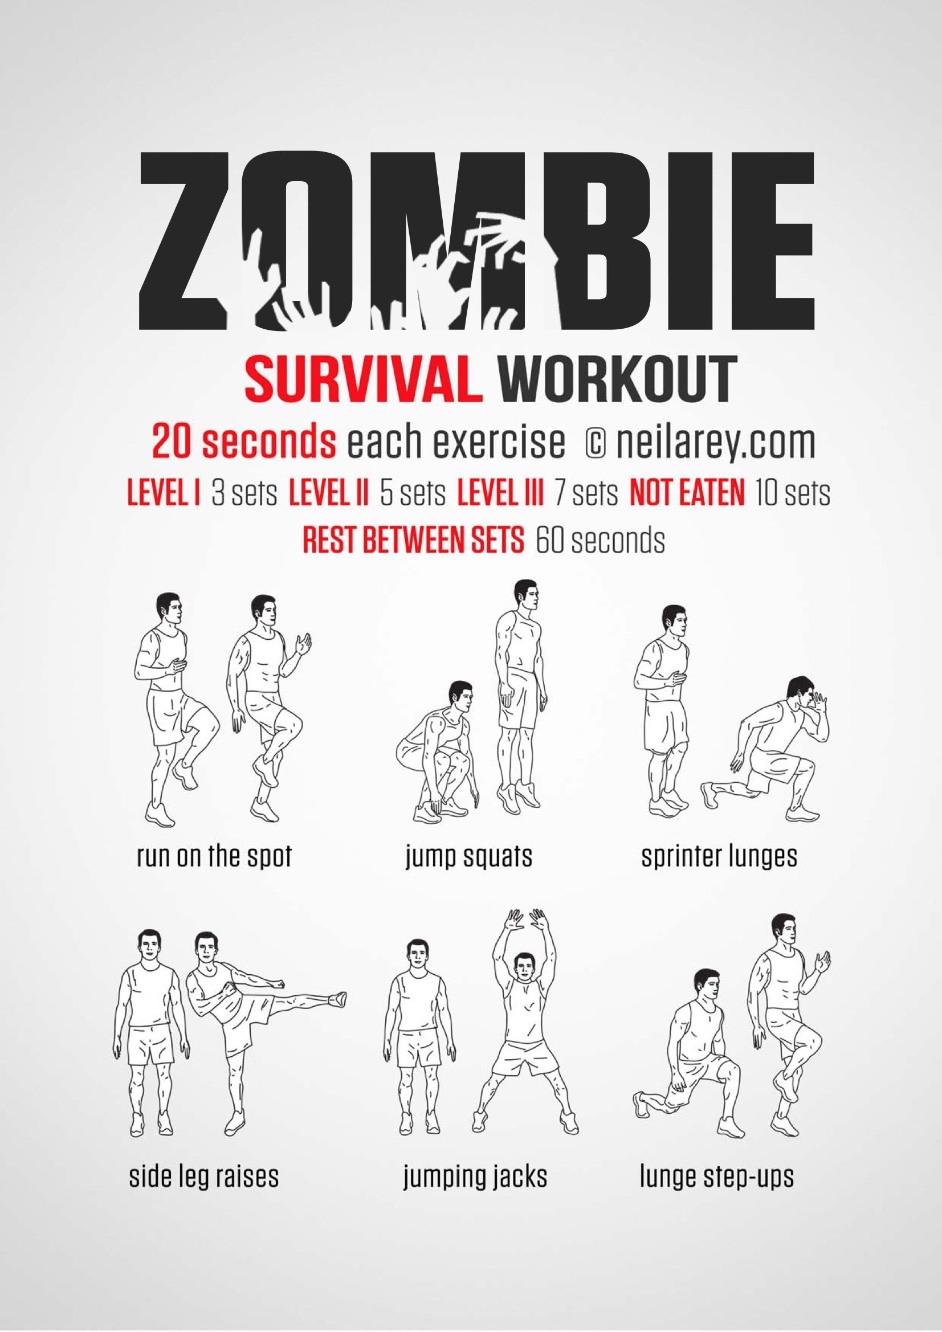 ZOMBIE
SURVIVAL WORKOUT
20 seconds each exercise © neilarey.com
LEVEL I 3 sets LEVEL II 5 sets LEVEL III 7 sets NOT EATEN 10 sets
REST BETWEEN SETS 60 seconds
run on the spot
jump squats
sprinter lunges
side leg raises
jumping jacks
lunge step-ups